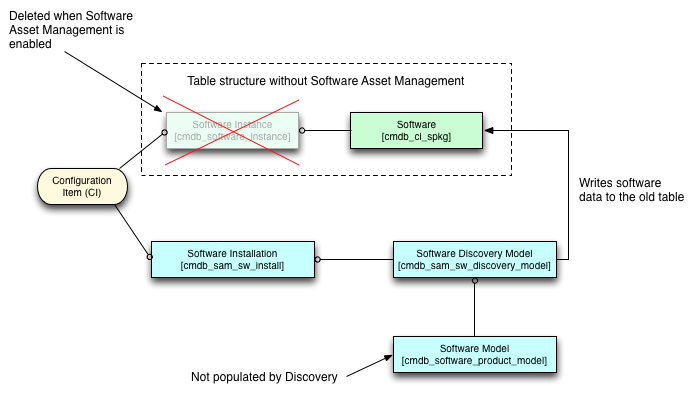 Deleted when Software
Asset Management is
enabled
Table structure without Software Asset Management
Software Instance
[cmdb_software_instance]
Software
[cmdb_ci_spkg]
Configuration
Item (CI)
Writes software
data to the old table
Software Installation
[cmdb_sam_sw_install]
Software Discovery Model
[cmdb_sam_sw_discovery_model]
Software Model
[cmdb_software_product_model]
Not populated by Discovery